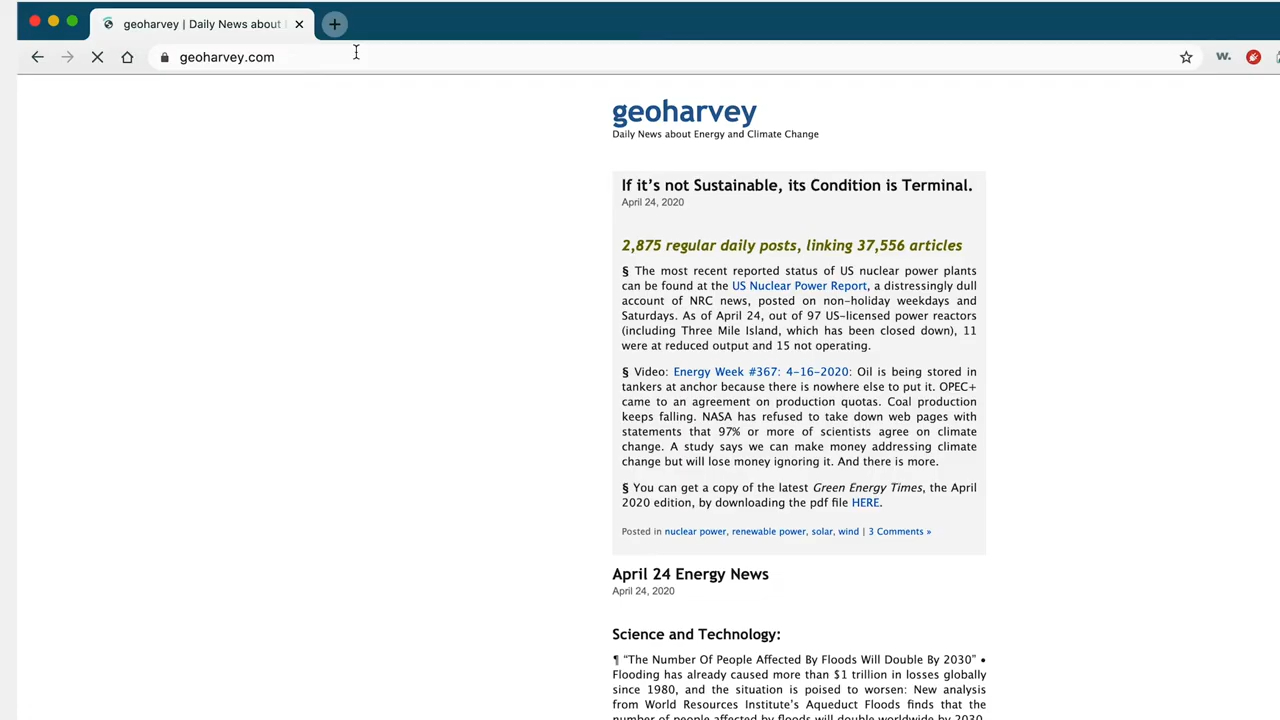 geoharvey | Daily News about
geoharvey.com
w.
geoharvey
Daily News about Energy and Climate Change
If it's not Sustainable, its Condition is Terminal.
April 24, 2020
2,875 regular daily posts, linking 37,556 articles
§ The most recent reported status of US nuclear power plants
can be found at the US Nuclear Power Report, a distressingly dull
account of NRC news, posted on non-holiday weekdays and
Saturdays. As of April 24, out of 97 US-licensed power reactors
(including Three Mile Island, which has been closed down), 11
were at reduced output and 15 not operating.
§ Video: Energy Week #367: 4-16-2020: Oil is being stored in
tankers at anchor because there is nowhere else to put it. OPEC+
came to an agreement on production quotas. Coal production
keeps falling. NASA has refused to take down web pages with
statements that 97% or more of scientists agree on climate
change. A study says we can make money addressing climate
change but will lose money ignoring it. And there is more.
§ You can get a copy of the latest Green Energy Times, the April
2020 edition, by downloading the pdf file HERE.
Posted in nuclear power, renewable power, solar, wind | 3 Comments »
April 24 Energy News
April 24, 2020
Science and Technology:
¶ “The Number Of People Affected By Floods Will Double By 2030” •
Flooding has already caused more than $1 trillion in losses globally
since 1980, and the situation is poised to worsen: New analysis
from World Resources Institute's Aqueduct Floods finds that the
number of people affected by floods will double worldwide by 2030.